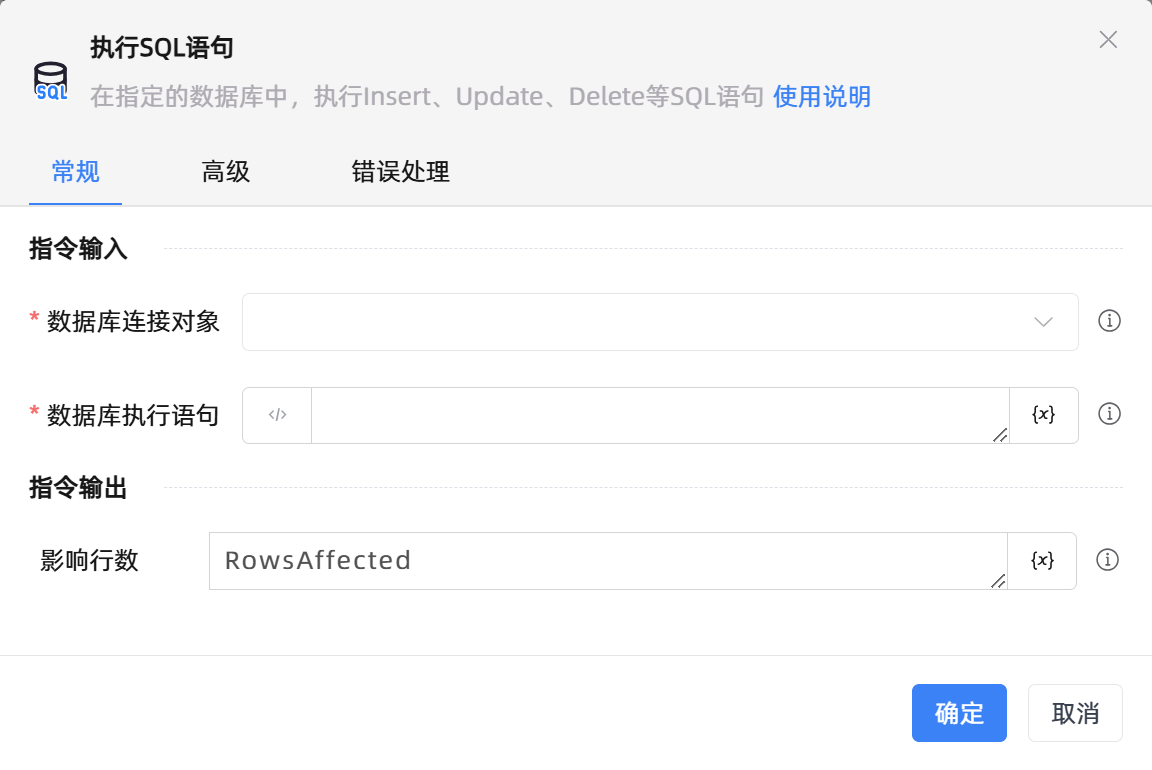 执行SQL语句
SQL
在指定的数据库中，执行Insert、Update、Delete等SQL语句 使用说明
常规 高级 错误处理
指令输入
* 数据库连接对象
* 数据库执行语句 </> {x}
指令输出
影响行数 RowsAffected {x}
确定 取消